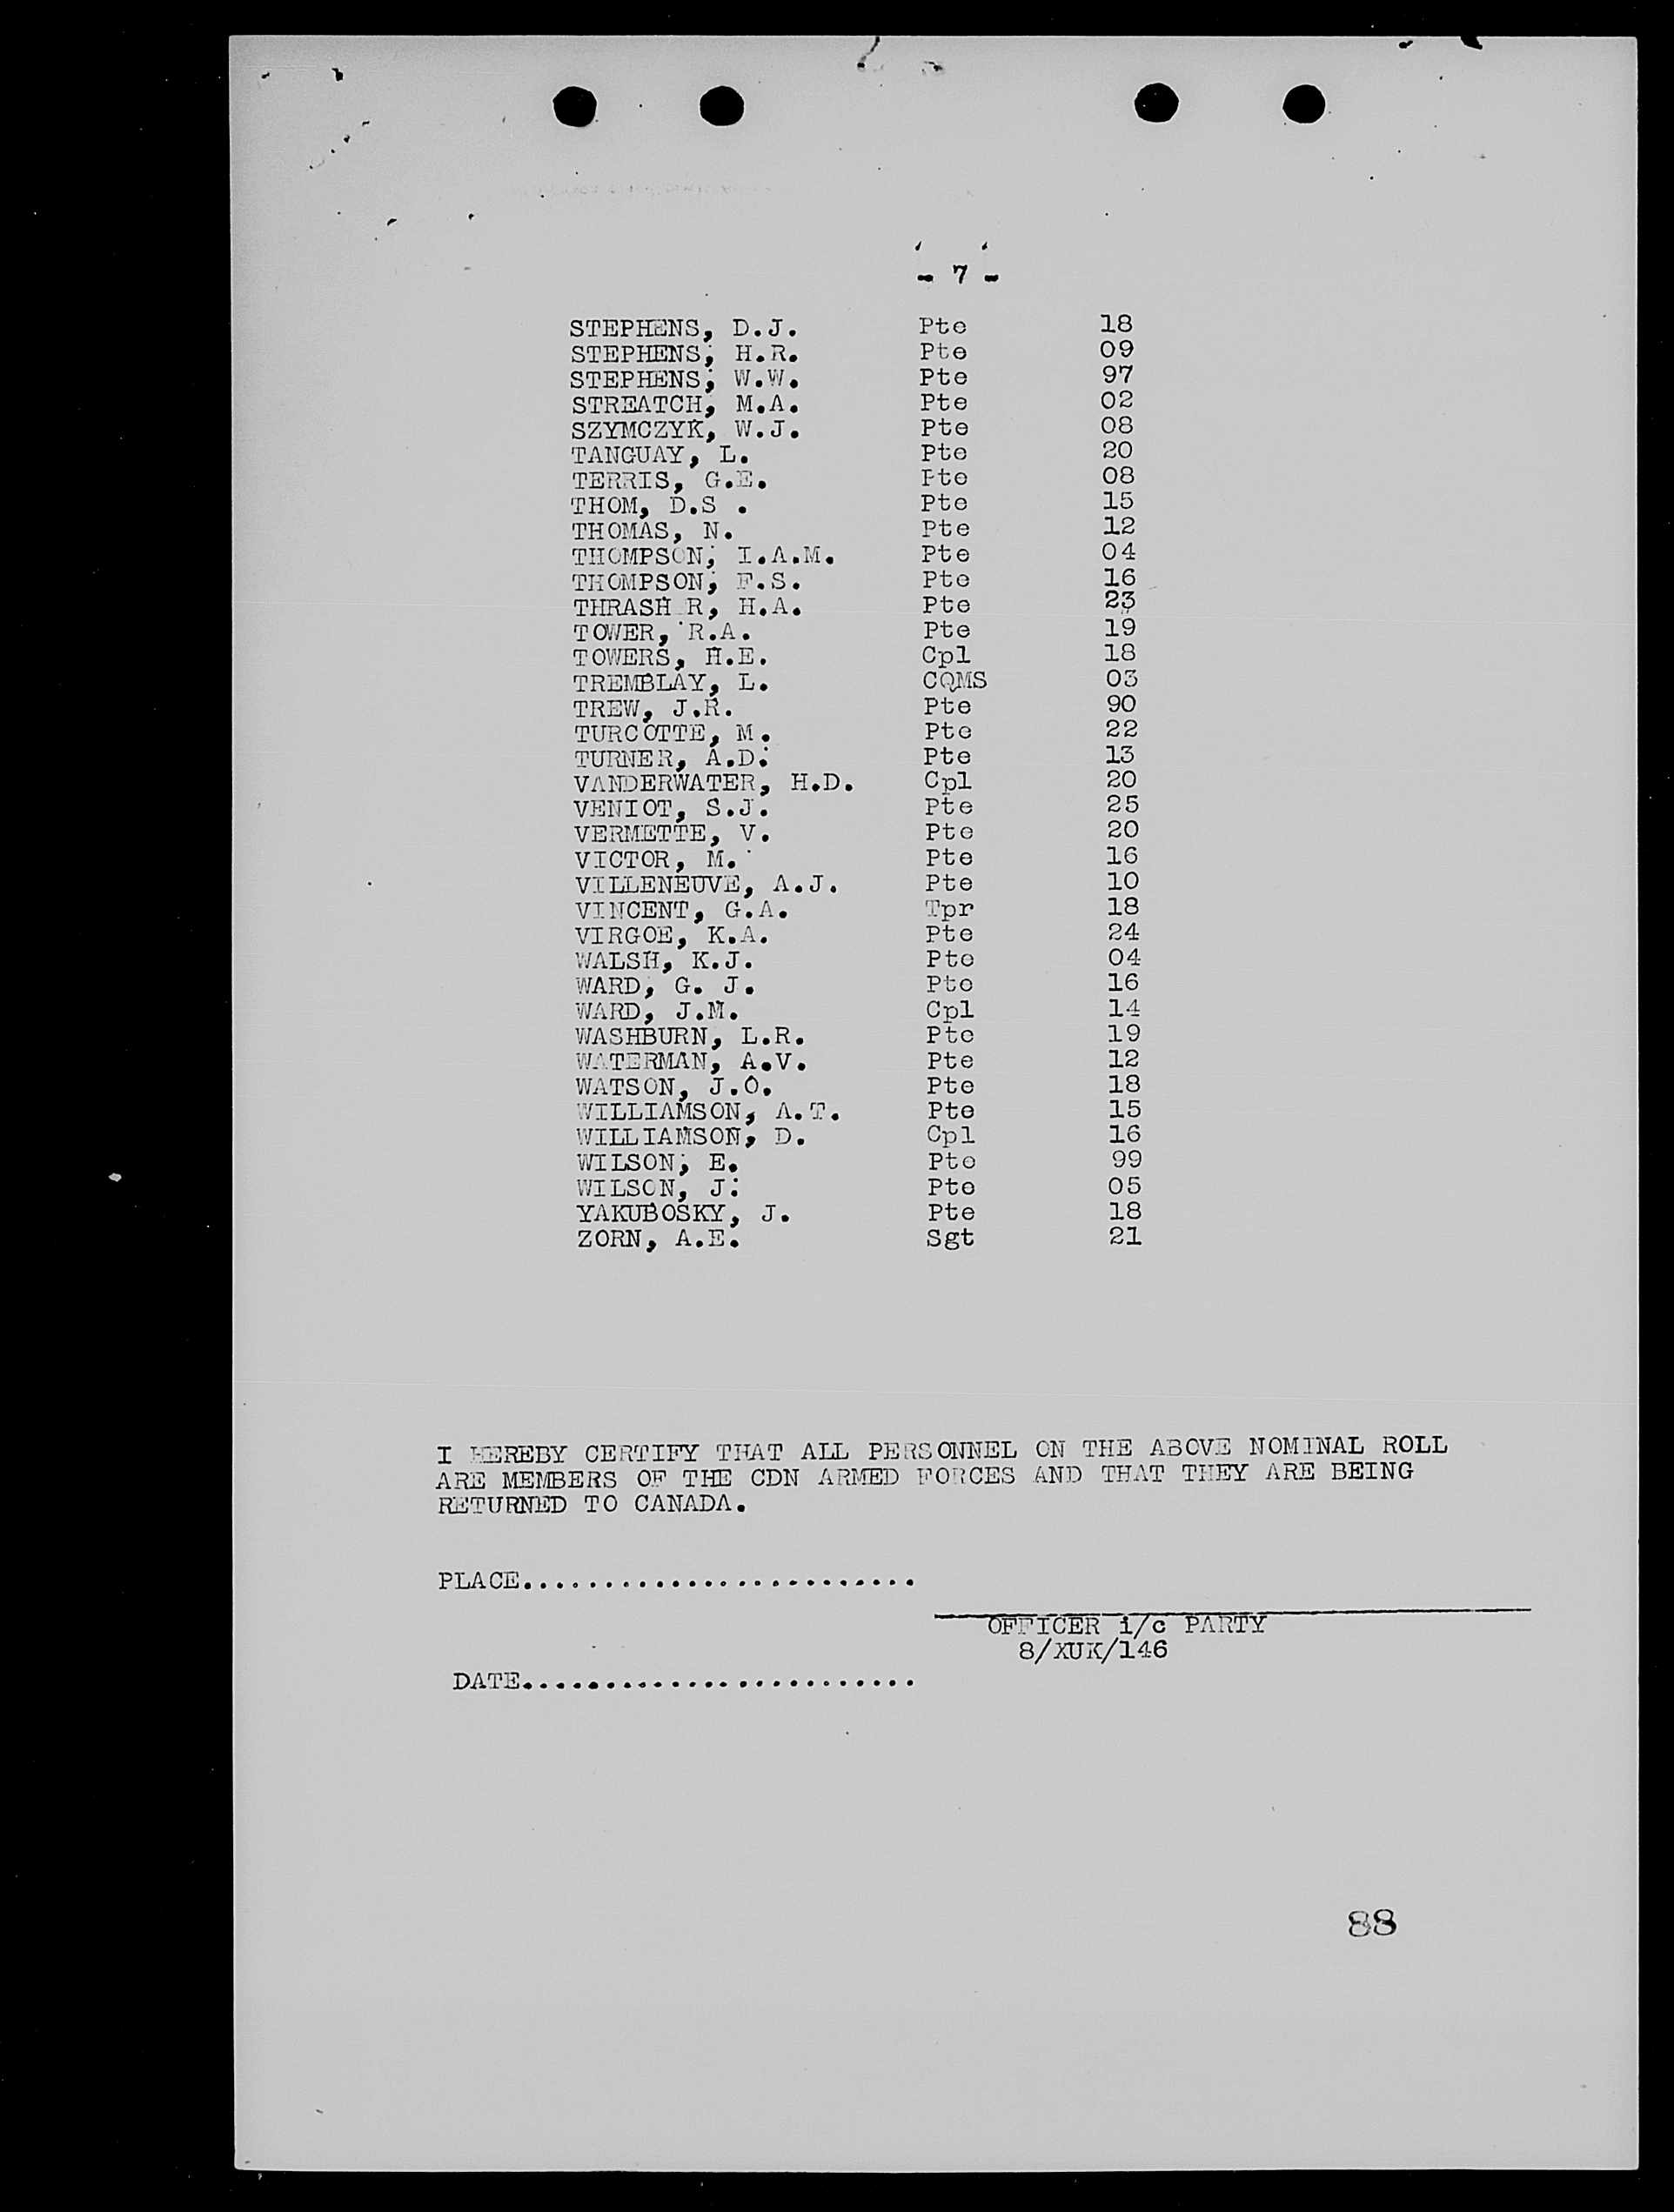 - 7 -
STEPHENS, D.J. Pte 18
STEPHENS, H.R. Pte 09
STEPHENS, W.W. Pte 97
STREATCH, M.A. Pte 02
SZYMCZYK, W.J. Pte 08
TANGUAY, L. Pte 20
TERRIS, G.E. Pte 08
THOM, D.S . Pte 15
THOMAS, N. Pte 12
THOMPSON, I.A.M. Pte 04
THOMPSON, F.S. Pte 16
THRASH R, H.A. Pte 23
TOWER, R.A. Pte 19
TOWERS, H.E. Cpl 18
TREMBLAY, L. CQMS 03
TREW, J.R. Pte 90
TURCOTTE, M. Pte 22
TURNER, A.D. Pte 13
VANDERWATER, H.D. Cpl 20
VENIOT, S.J. Pte 25
VERMETTE, V. Pte 20
VICTOR, M. Pte 16
VILLENEUVE, A.J. Pte 10
VINCENT, G.A. Tpr 18
VIRGOE, K.A. Pte 24
WALSH, K.J. Pte 04
WARD, G. J. Pte 16
WARD, J.M. Cpl 14
WASHBURN, L.R. Pte 19
WATERMAN, A.V. Pte 12
WATSON, J.O. Pte 18
WILLIAMSON, A.T. Pte 15
WILLIAMSON, D. Cpl 16
WILSON, E. Pte 99
WILSON, J. Pte 05
YAKUBOSKY, J. Pte 18
ZORN, A.E. Sgt 21
I HEREBY CERTIFY THAT ALL PERSONNEL ON THE ABOVE NOMINAL ROLL
ARE MEMBERS OF THE CDN ARMED FORCES AND THAT THEY ARE BEING
RETURNED TO CANADA.
PLACE........................
OFFICER i/c PARTY
8/XUK/146
DATE........................
88